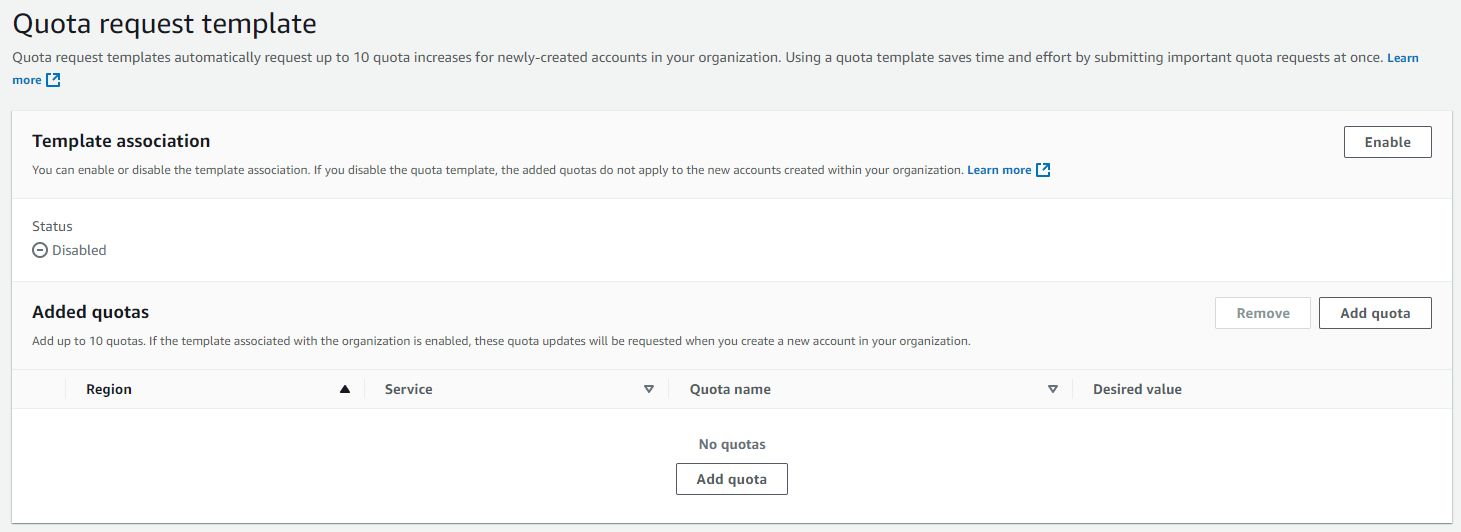 Quota request template
Quota request templates automatically request up to 10 quota increases for newly-created accounts in your organization. Using a quota template saves time and effort by submitting important quota requests at once. Learn
more
Template association
Enable
You can enable or disable the template association. If you disable the quota template, the added quotas do not apply to the new accounts created within your organization. Learn more
Status
Disabled
Added quotas
Remove
Add quota
Add up to 10 quotas. If the template associated with the organization is enabled, these quota updates will be requested when you create a new account in your organization.
Region
Service
Quota name
Desired value
No quotas
Add quota